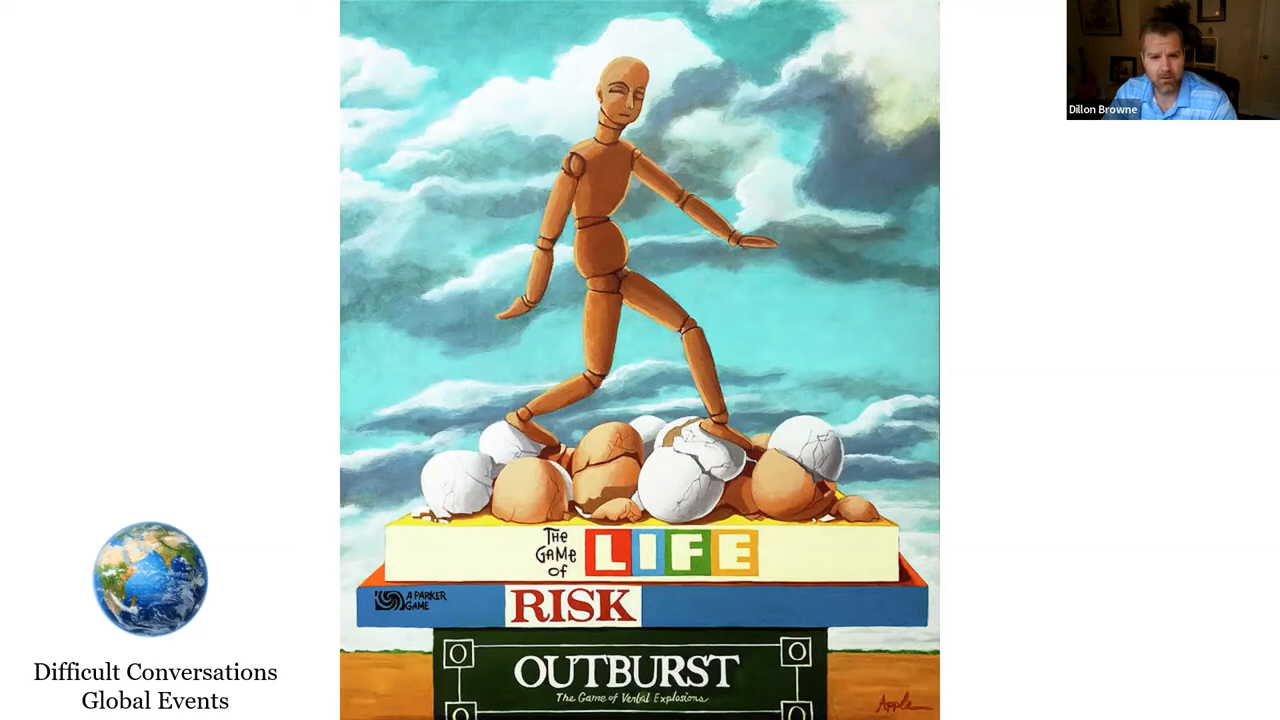 Dillon Browne
THE
GAME
OF
LIFE
A PARKER
GAME
RISK
OUTBURST
The Game of Verbal Explosions
Apple
Difficult Conversations
Global Events